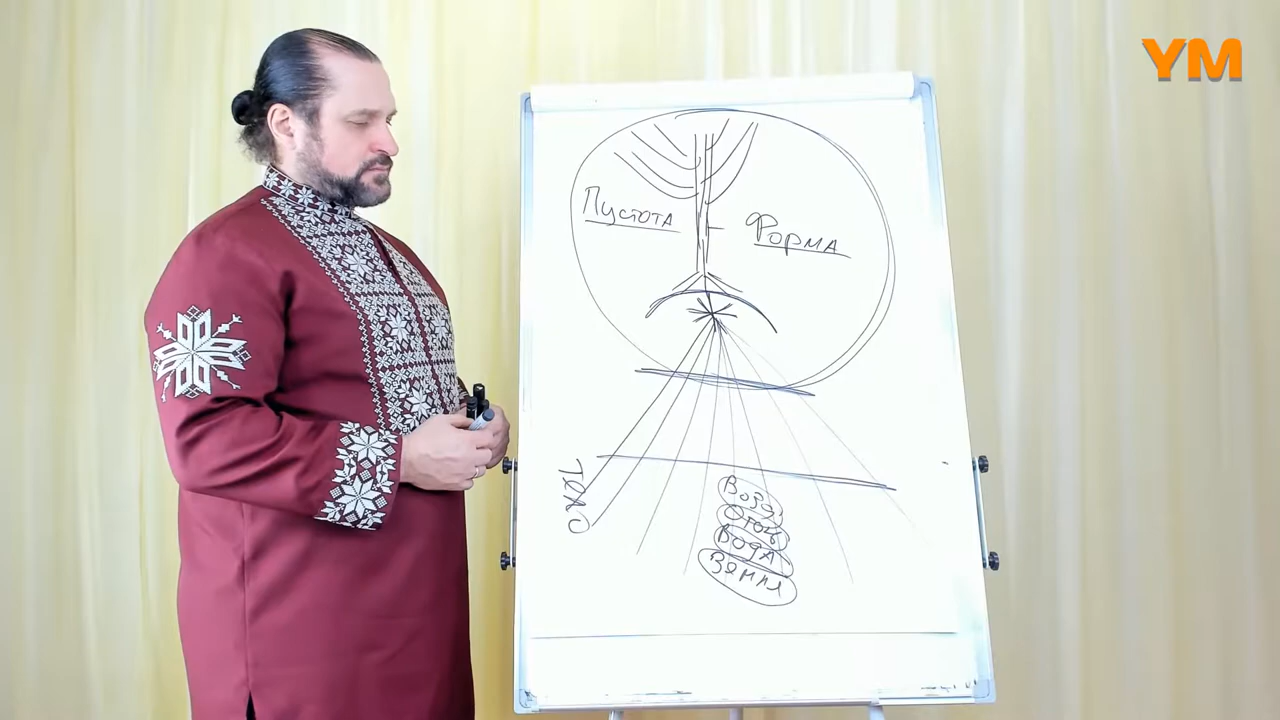 YM
Пустота
Форма
Возд
Огонь
Вода
Земля